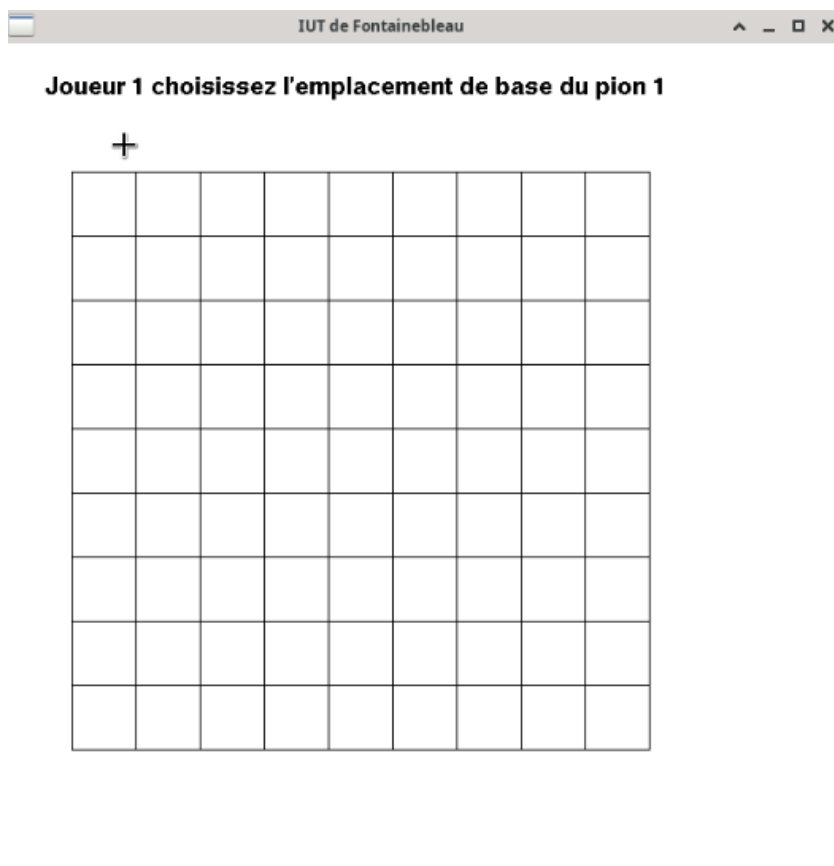 IUT de Fontainebleau
Joueur 1 choisissez l'emplacement de base du pion 1